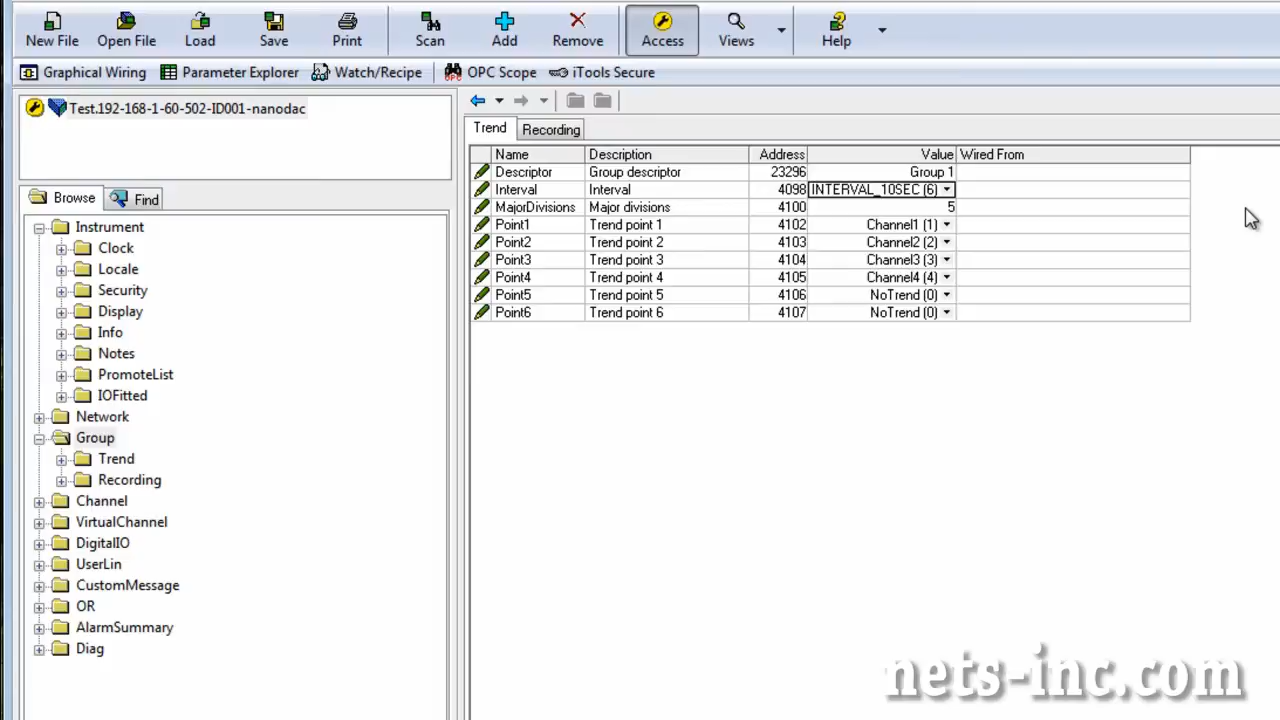 New File Open File Load Save Print Scan Add Remove Access Views Help
Graphical Wiring Parameter Explorer Watch/Recipe OPC Scope iTools Secure
Test.192-168-1-60-502-ID001-nanodac
Browse Find
Instrument
Clock
Locale
Security
Display
Info
Notes
PromoteList
IOFitted
Network
Group
Trend
Recording
Channel
VirtualChannel
DigitalIO
UserLin
CustomMessage
OR
AlarmSummary
Diag
Trend Recording
Name Description Address Value Wired From
Descriptor Group descriptor 23296 Group 1
Interval Interval 4098 INTERVAL_10SEC (6)
MajorDivisions Major divisions 4100 5
Point1 Trend point 1 4102 Channel1 (1)
Point2 Trend point 2 4103 Channel2 (2)
Point3 Trend point 3 4104 Channel3 (3)
Point4 Trend point 4 4105 Channel4 (4)
Point5 Trend point 5 4106 NoTrend (0)
Point6 Trend point 6 4107 NoTrend (0)
nets-inc.com